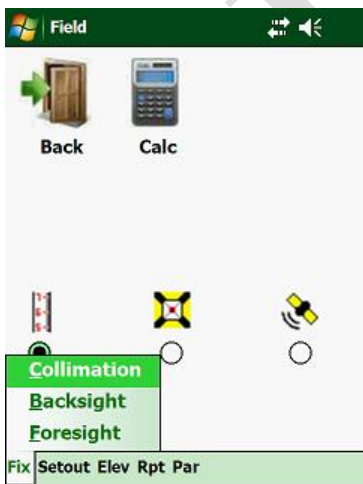 Field
Back Calc
Collimation
Backsight
Foresight
Fix Setout Elev Rpt Par